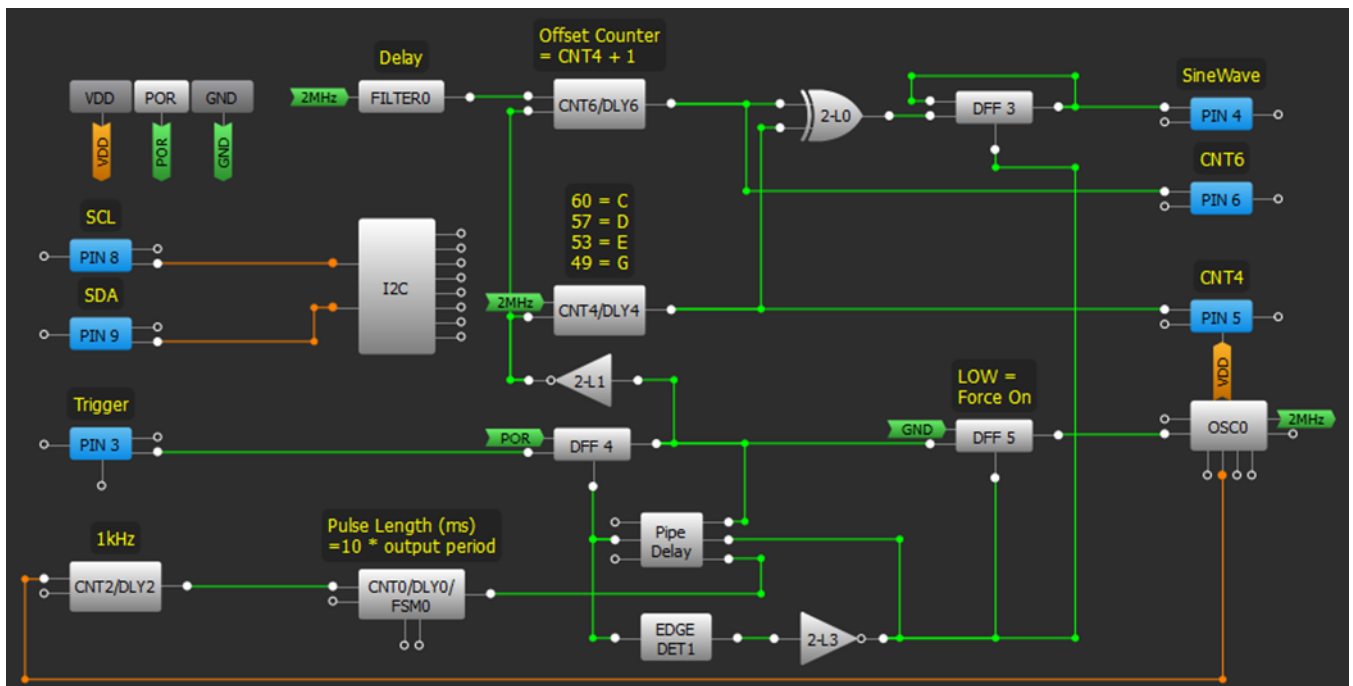 Offset Counter
= CNT4 + 1
Delay
SineWave
VDD
POR
GND
2MHz
FILTER0
CNT6/DLY6
2-L0
DFF 3
PIN 4
VDD
POR
GND
CNT6
PIN 6
60 = C
57 = D
53 = E
49 = G
SCL
PIN 8
I2C
SDA
PIN 9
2MHz
CNT4/DLY4
CNT4
PIN 5
2-L1
LOW =
Force On
VDD
Trigger
PIN 3
POR
DFF 4
GND
DFF 5
OSC0
2MHz
Pulse Length (ms)
=10 * output period
Pipe
Delay
1kHz
CNT2/DLY2
CNT0/DLY0/
FSM0
EDGE
DET1
2-L3